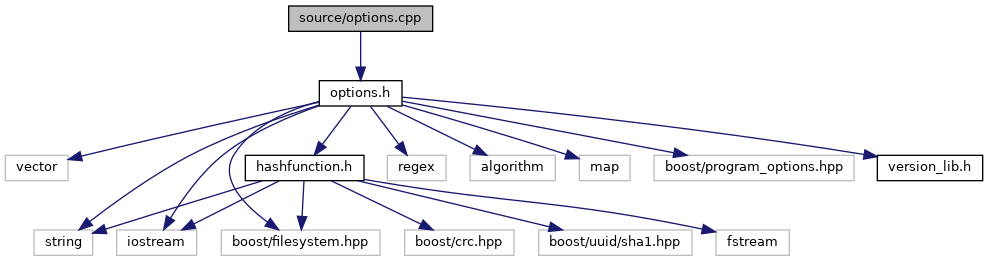 source/options.cpp
options.h
vector
hashfunction.h
regex
algorithm
map
boost/program_options.hpp
version_lib.h
string
iostream
boost/filesystem.hpp
boost/crc.hpp
boost/uuid/sha1.hpp
fstream